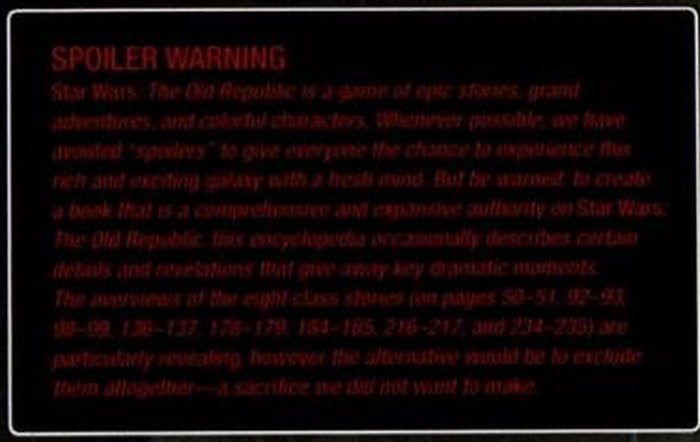 SPOILER WARNING
Star Wars: The Old Republic is a game of epic stories, grand
adventures, and colorful characters. Whenever possible, we have
avoided "spoilers" to give everyone the chance to experience this
rich and exciting galaxy with a fresh mind. But be warned: to create
a book that is a comprehensive and expansive authority on Star Wars:
The Old Republic, this encyclopedia occasionally describes certain
details and revelations that give away key dramatic moments.
The overviews of the eight class stories (on pages 50–51, 92–93,
98–99, 136–137, 178–179, 184–185, 216–217, and 234–235) are
particularly revealing, however the alternative would be to exclude
them altogether—a sacrifice we did not want to make.